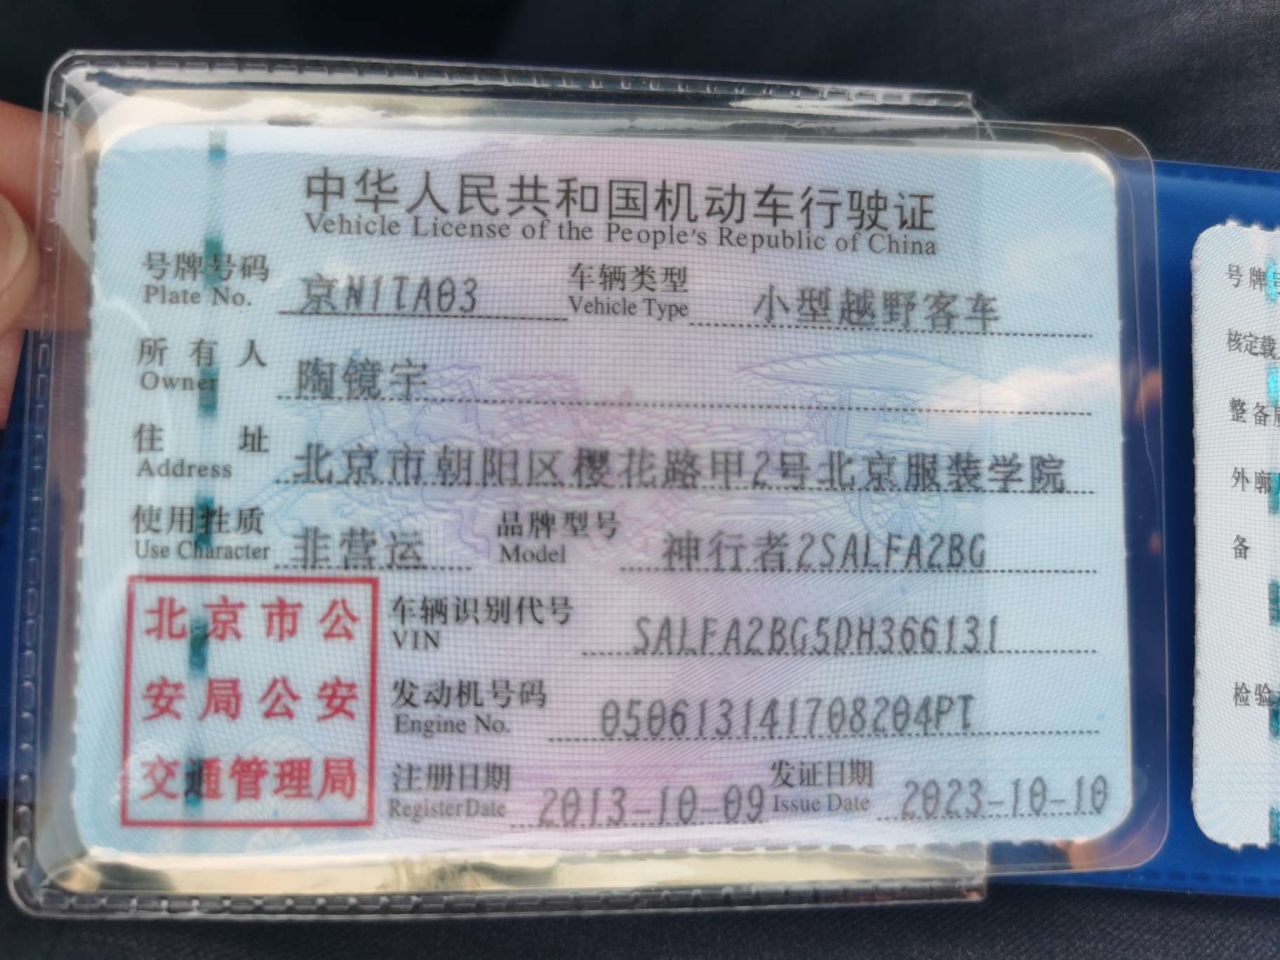 中华人民共和国机动车行驶证
Vehicle License of the People's Republic of China
号牌号码 京N1TA03 车辆类型 小型越野客车
Plate No. Vehicle Type
所有人 陶镜宇
Owner
住址 北京市朝阳区樱花路甲2号北京服装学院
Address
使用性质 非营运 品牌型号 神行者2SALFA2BG
Use Character Model
北京市公
安局公安
交通管理局
车辆识别代号 SALFA2BG5DH366131
VIN
发动机号码 050613141708204PT
Engine No.
注册日期 2013-10-09 发证日期 2023-10-10
Register Date Issue Date
号牌号
核定载
整备质
外廓
备
检验